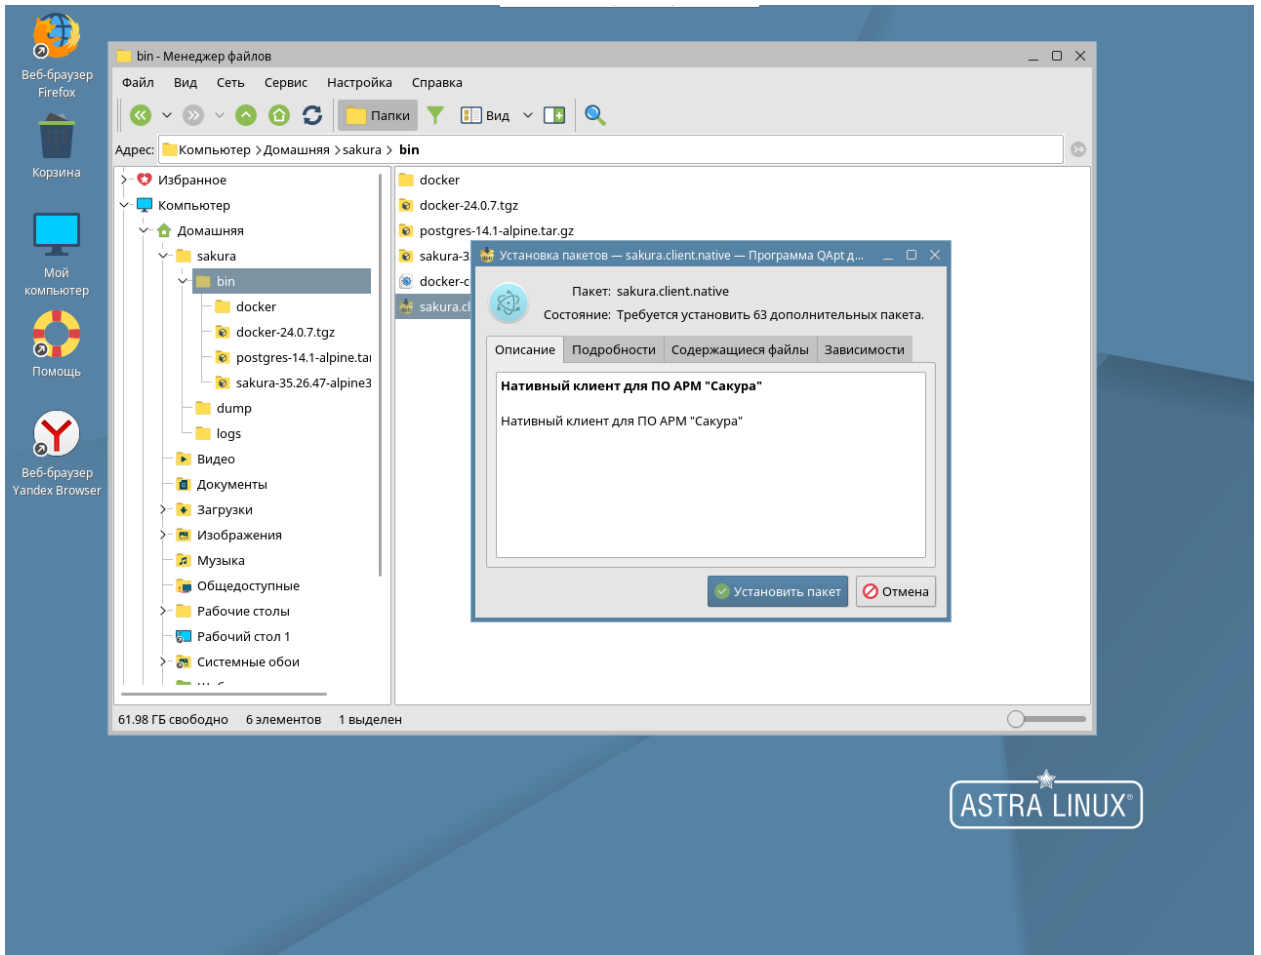 Веб-браузер
Firefox
Корзина
Мой
компьютер
Помощь
Веб-браузер
Yandex Browser
bin - Менеджер файлов
Файл Вид Сеть Сервис Настройка Справка
Папки Вид
Адрес: Компьютер > Домашняя > sakura > bin
Избранное
Компьютер
Домашняя
sakura
bin
docker
docker-24.0.7.tgz
postgres-14.1-alpine.tar
sakura-35.26.47-alpine3
dump
logs
Видео
Документы
Загрузки
Изображения
Музыка
Общедоступные
Рабочие столы
Рабочий стол 1
Системные обои
docker
docker-24.0.7.tgz
postgres-14.1-alpine.tar.gz
sakura-3
docker-c
sakura.cl
Установка пакетов — sakura.client.native — Программа QApt д...
Пакет: sakura.client.native
Состояние: Требуется установить 63 дополнительных пакета.
Описание Подробности Содержащиеся файлы Зависимости
Нативный клиент для ПО АРМ "Сакура"
Нативный клиент для ПО АРМ "Сакура"
Установить пакет Отмена
61.98 ГБ свободно 6 элементов 1 выделен
ASTRA LINUX®